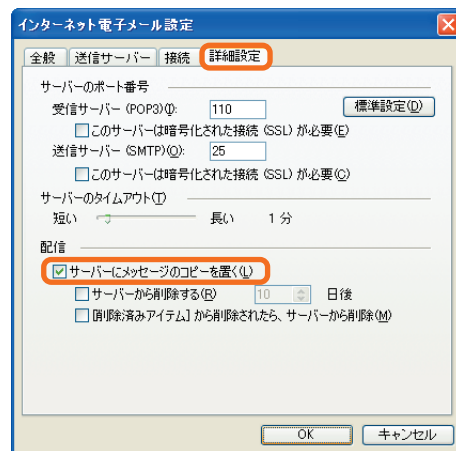 インターネット電子メール設定
全般 送信サーバー 接続 詳細設定
サーバーのポート番号
受信サーバー (POP3)(I): 110 標準設定(D)
このサーバーは暗号化された接続 (SSL) が必要(E)
送信サーバー (SMTP)(O): 25
このサーバーは暗号化された接続 (SSL) が必要(C)
サーバーのタイムアウト(T)
短い 長い 1 分
配信
サーバーにメッセージのコピーを置く(L)
サーバーから削除する(R) 10 日後
[削除済みアイテム] から削除されたら、サーバーから削除(M)
OK キャンセル